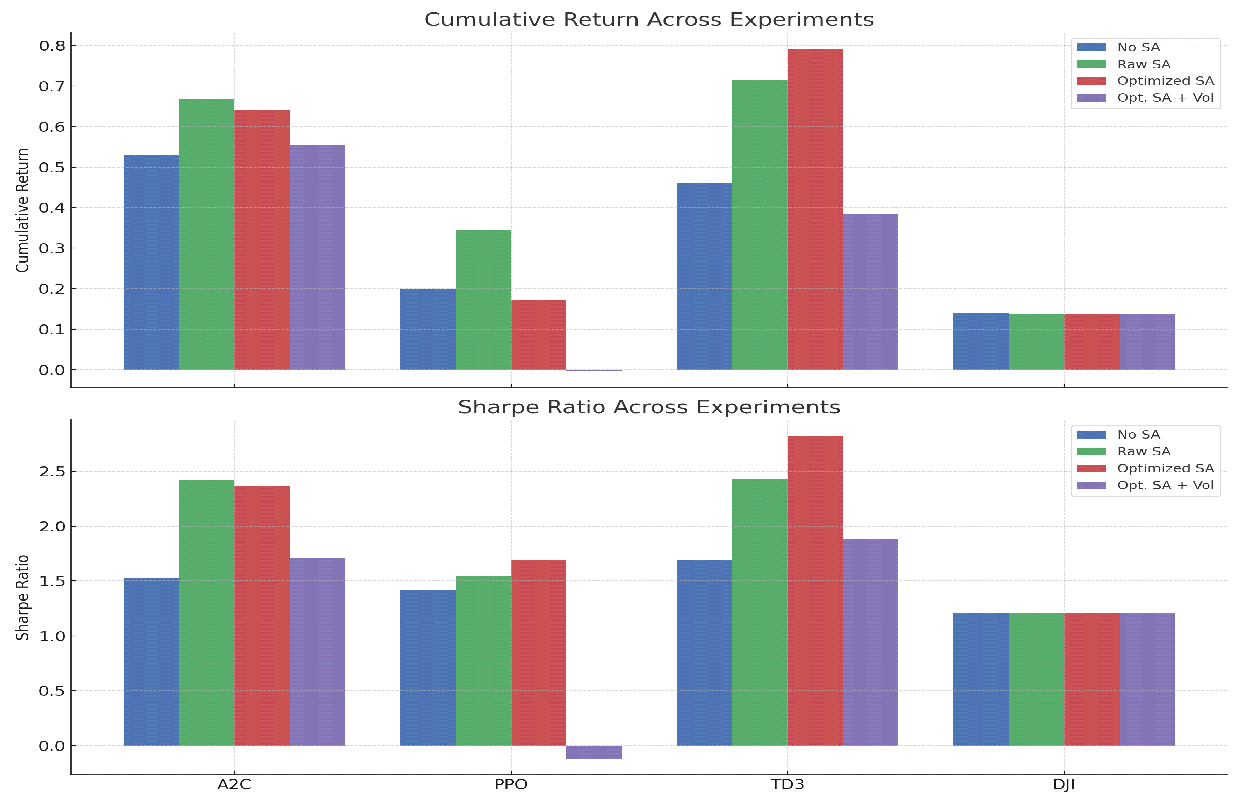 Cumulative Return Across Experiments
No SA
Raw SA
Optimized SA
Opt. SA + Vol
Cumulative Return
0.8
0.7
0.6
0.5
0.4
0.3
0.2
0.1
0.0
Sharpe Ratio Across Experiments
No SA
Raw SA
Optimized SA
Opt. SA + Vol
Sharpe Ratio
2.5
2.0
1.5
1.0
0.5
0.0
A2C PPO TD3 DJI